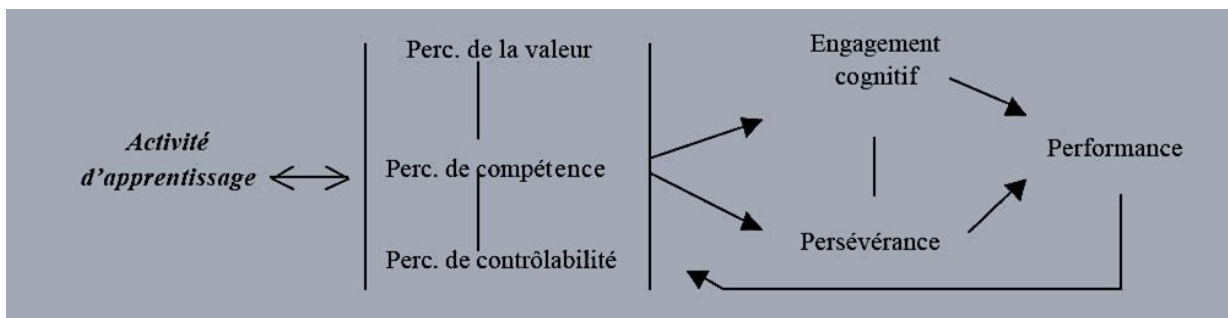 Activité
d'apprentissage
Perc. de la valeur
Perc. de compétence
Perc. de contrôlabilité
Engagement
cognitif
Persévérance
Performance